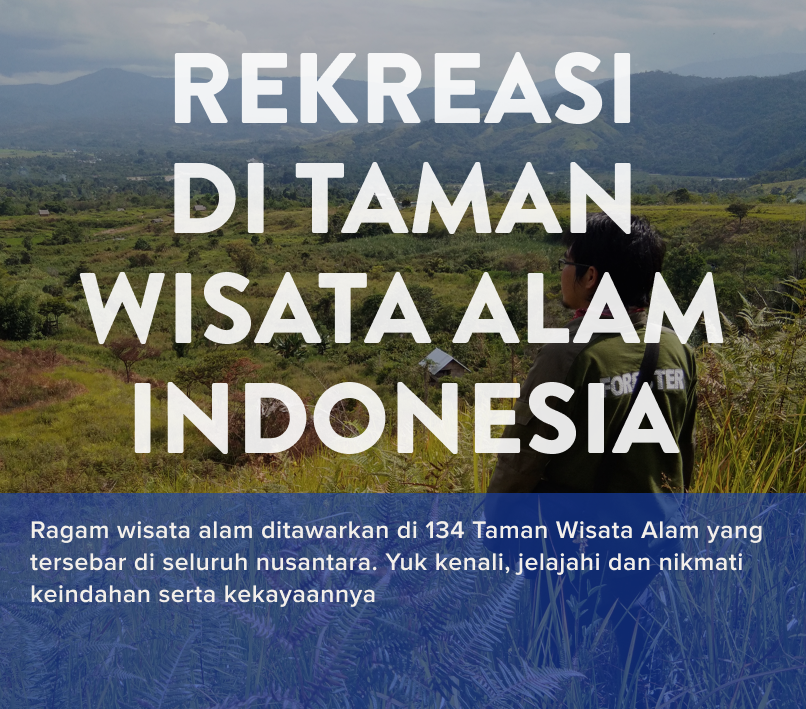 REKREASI
DI TAMAN
WISATA ALAM
INDONESIA
Ragam wisata alam ditawarkan di 134 Taman Wisata Alam yang
tersebar di seluruh nusantara. Yuk kenali, jelajahi dan nikmati
keindahan serta kekayaannya